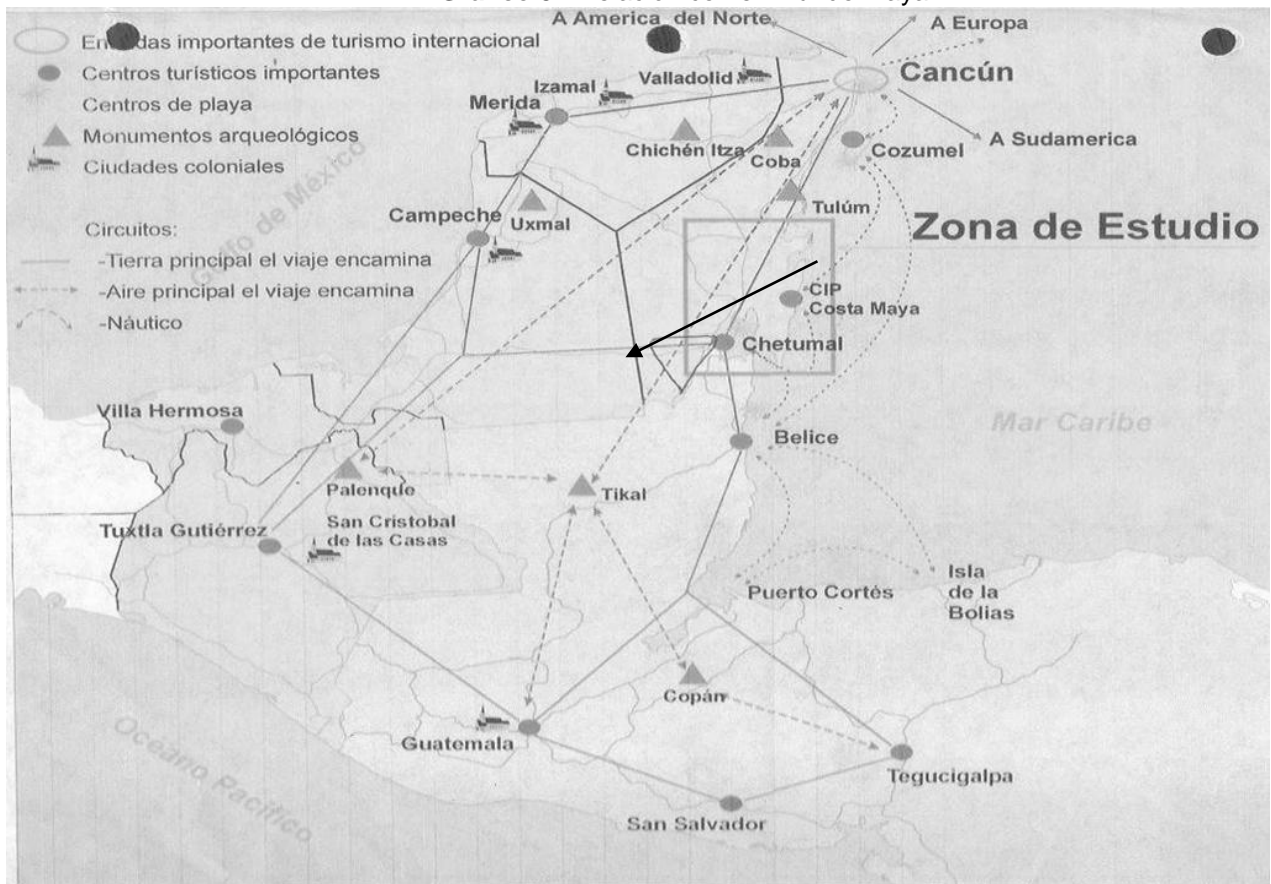 Maya
A America del Norte
A Europa
importantes de turismo internacional
Centros turísticos importantes
Centros de playa
Monumentos arqueológicos
Ciudades coloniales
Circuitos:
-Tierra principal el viaje encamina
-Aire principal el viaje encamina
-Náutico
Golfo de México
Izamal
Valladolid
Cancún
Merida
A Sudamerica
Chichén Itza
Coba
Cozumel
Campeche
Uxmal
Tulúm
Zona de Estudio
CIP
Costa Maya
Chetumal
Villa Hermosa
Belice
Mar Caribe
Palenque
Tikal
Tuxtla Gutiérrez
San Cristobal
de las Casas
Puerto Cortés
Isla
de la
Bolias
Copán
Guatemala
Tegucigalpa
Océano Pacífico
San Salvador